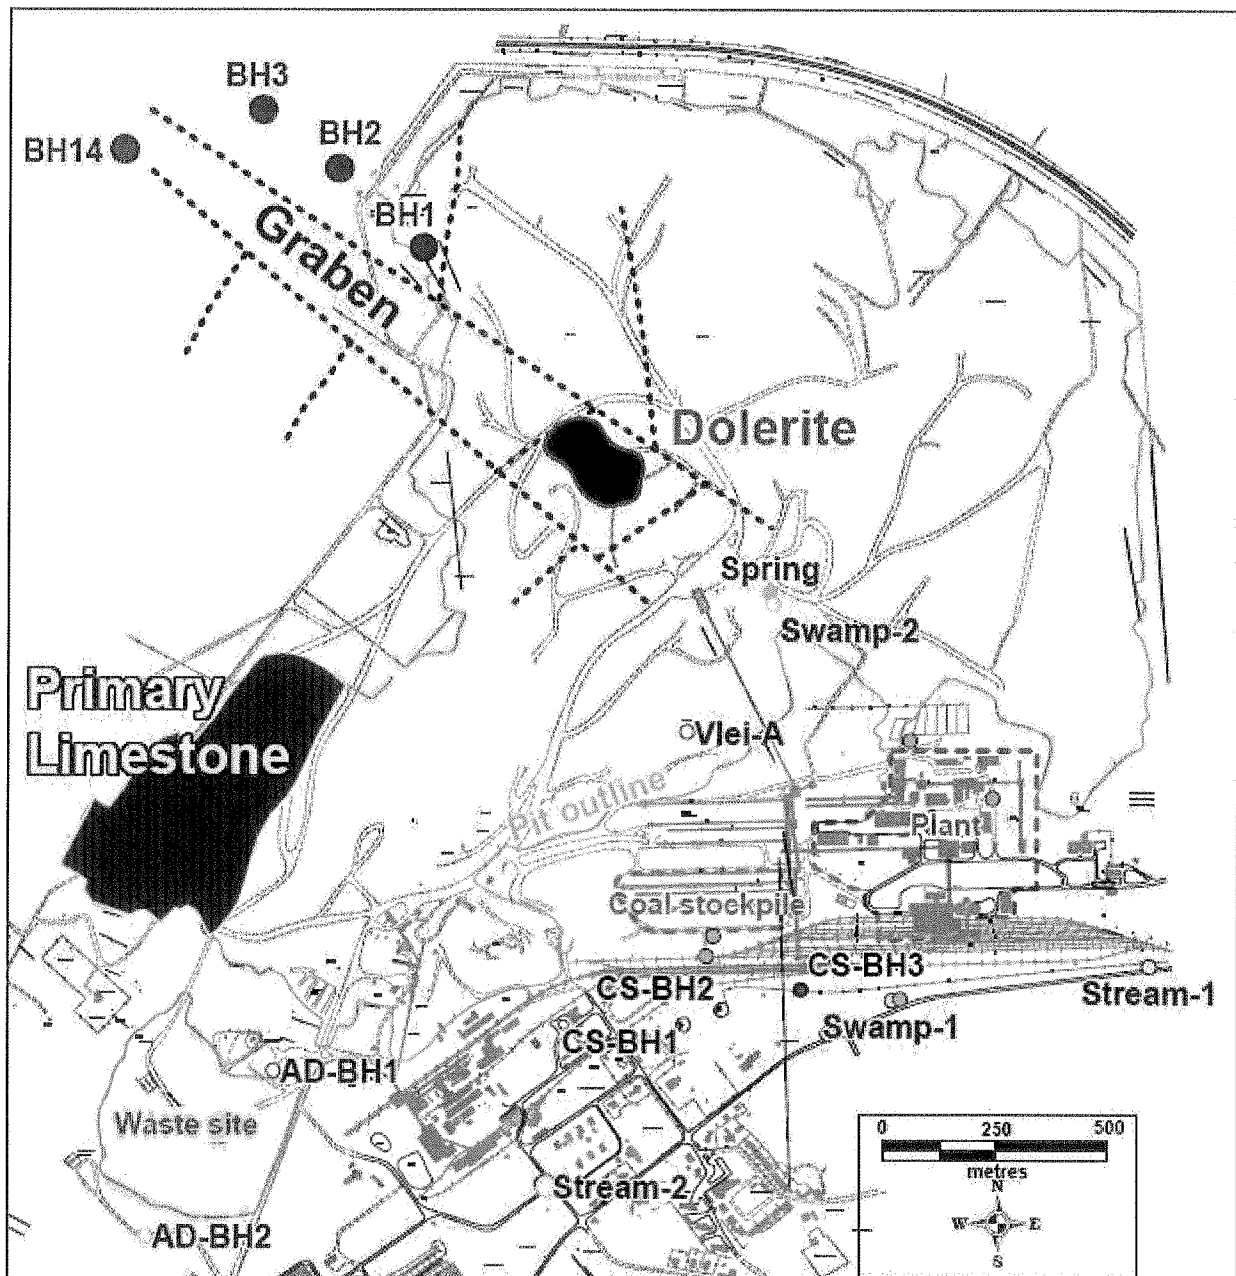 BH3
BH2
BH14
BH1
Graben
Dolerite
Spring
Swamp-2
Primary
Limestone
Vlei-A
Pit outline
Plant
Coal stockpile
CS-BH3
CS-BH2
Stream-1
Swamp-1
CS-BH1
AD-BH1
Waste site
0 250 500
metres
N
W E
S
Stream-2
AD-BH2